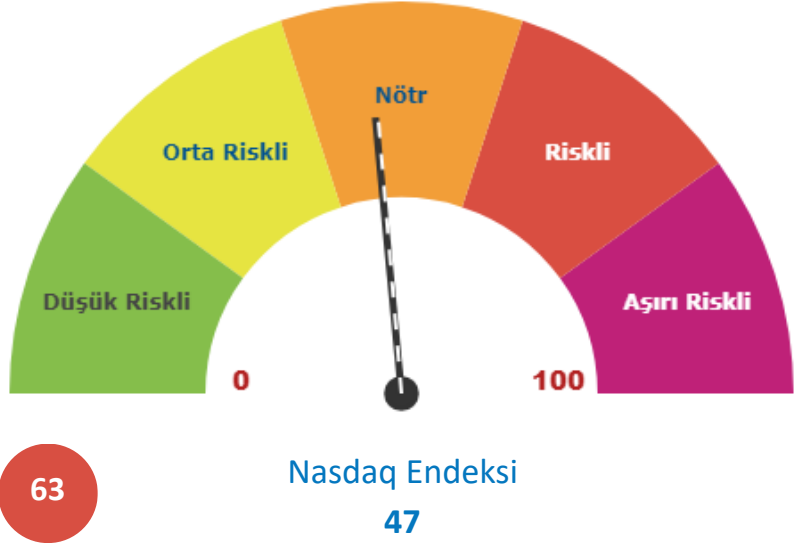 Nötr
Orta Riskli
Riskli
Düşük Riskli
Aşırı Riskli
0
100
63
Nasdaq Endeksi
47